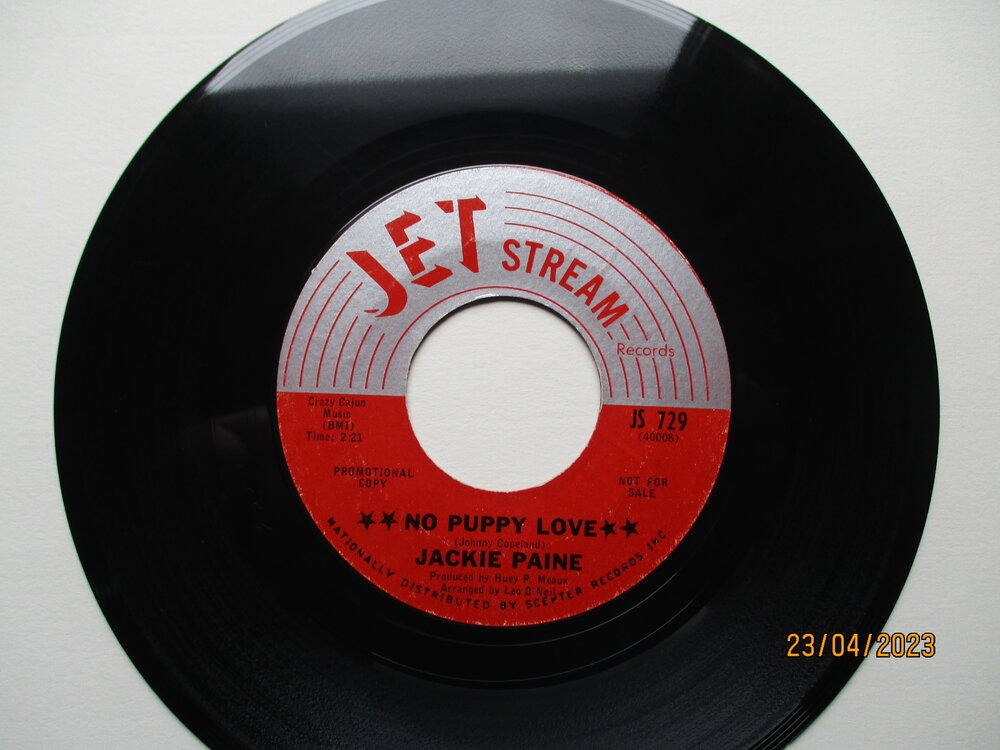 JET
STREAM
Records
Crazy Cajun
Music
(BMI)
Time: 2:21
JS 729
(40008)
PROMOTIONAL
COPY
NOT FOR
SALE
★★NO PUPPY LOVE★★
(Johnny Copeland)
JACKIE PAINE
Produced by Huey P. Meaux
Arranged by Leo O'Neil
NATIONALLY DISTRIBUTED BY SCEPTER RECORDS, INC.
23/04/2023